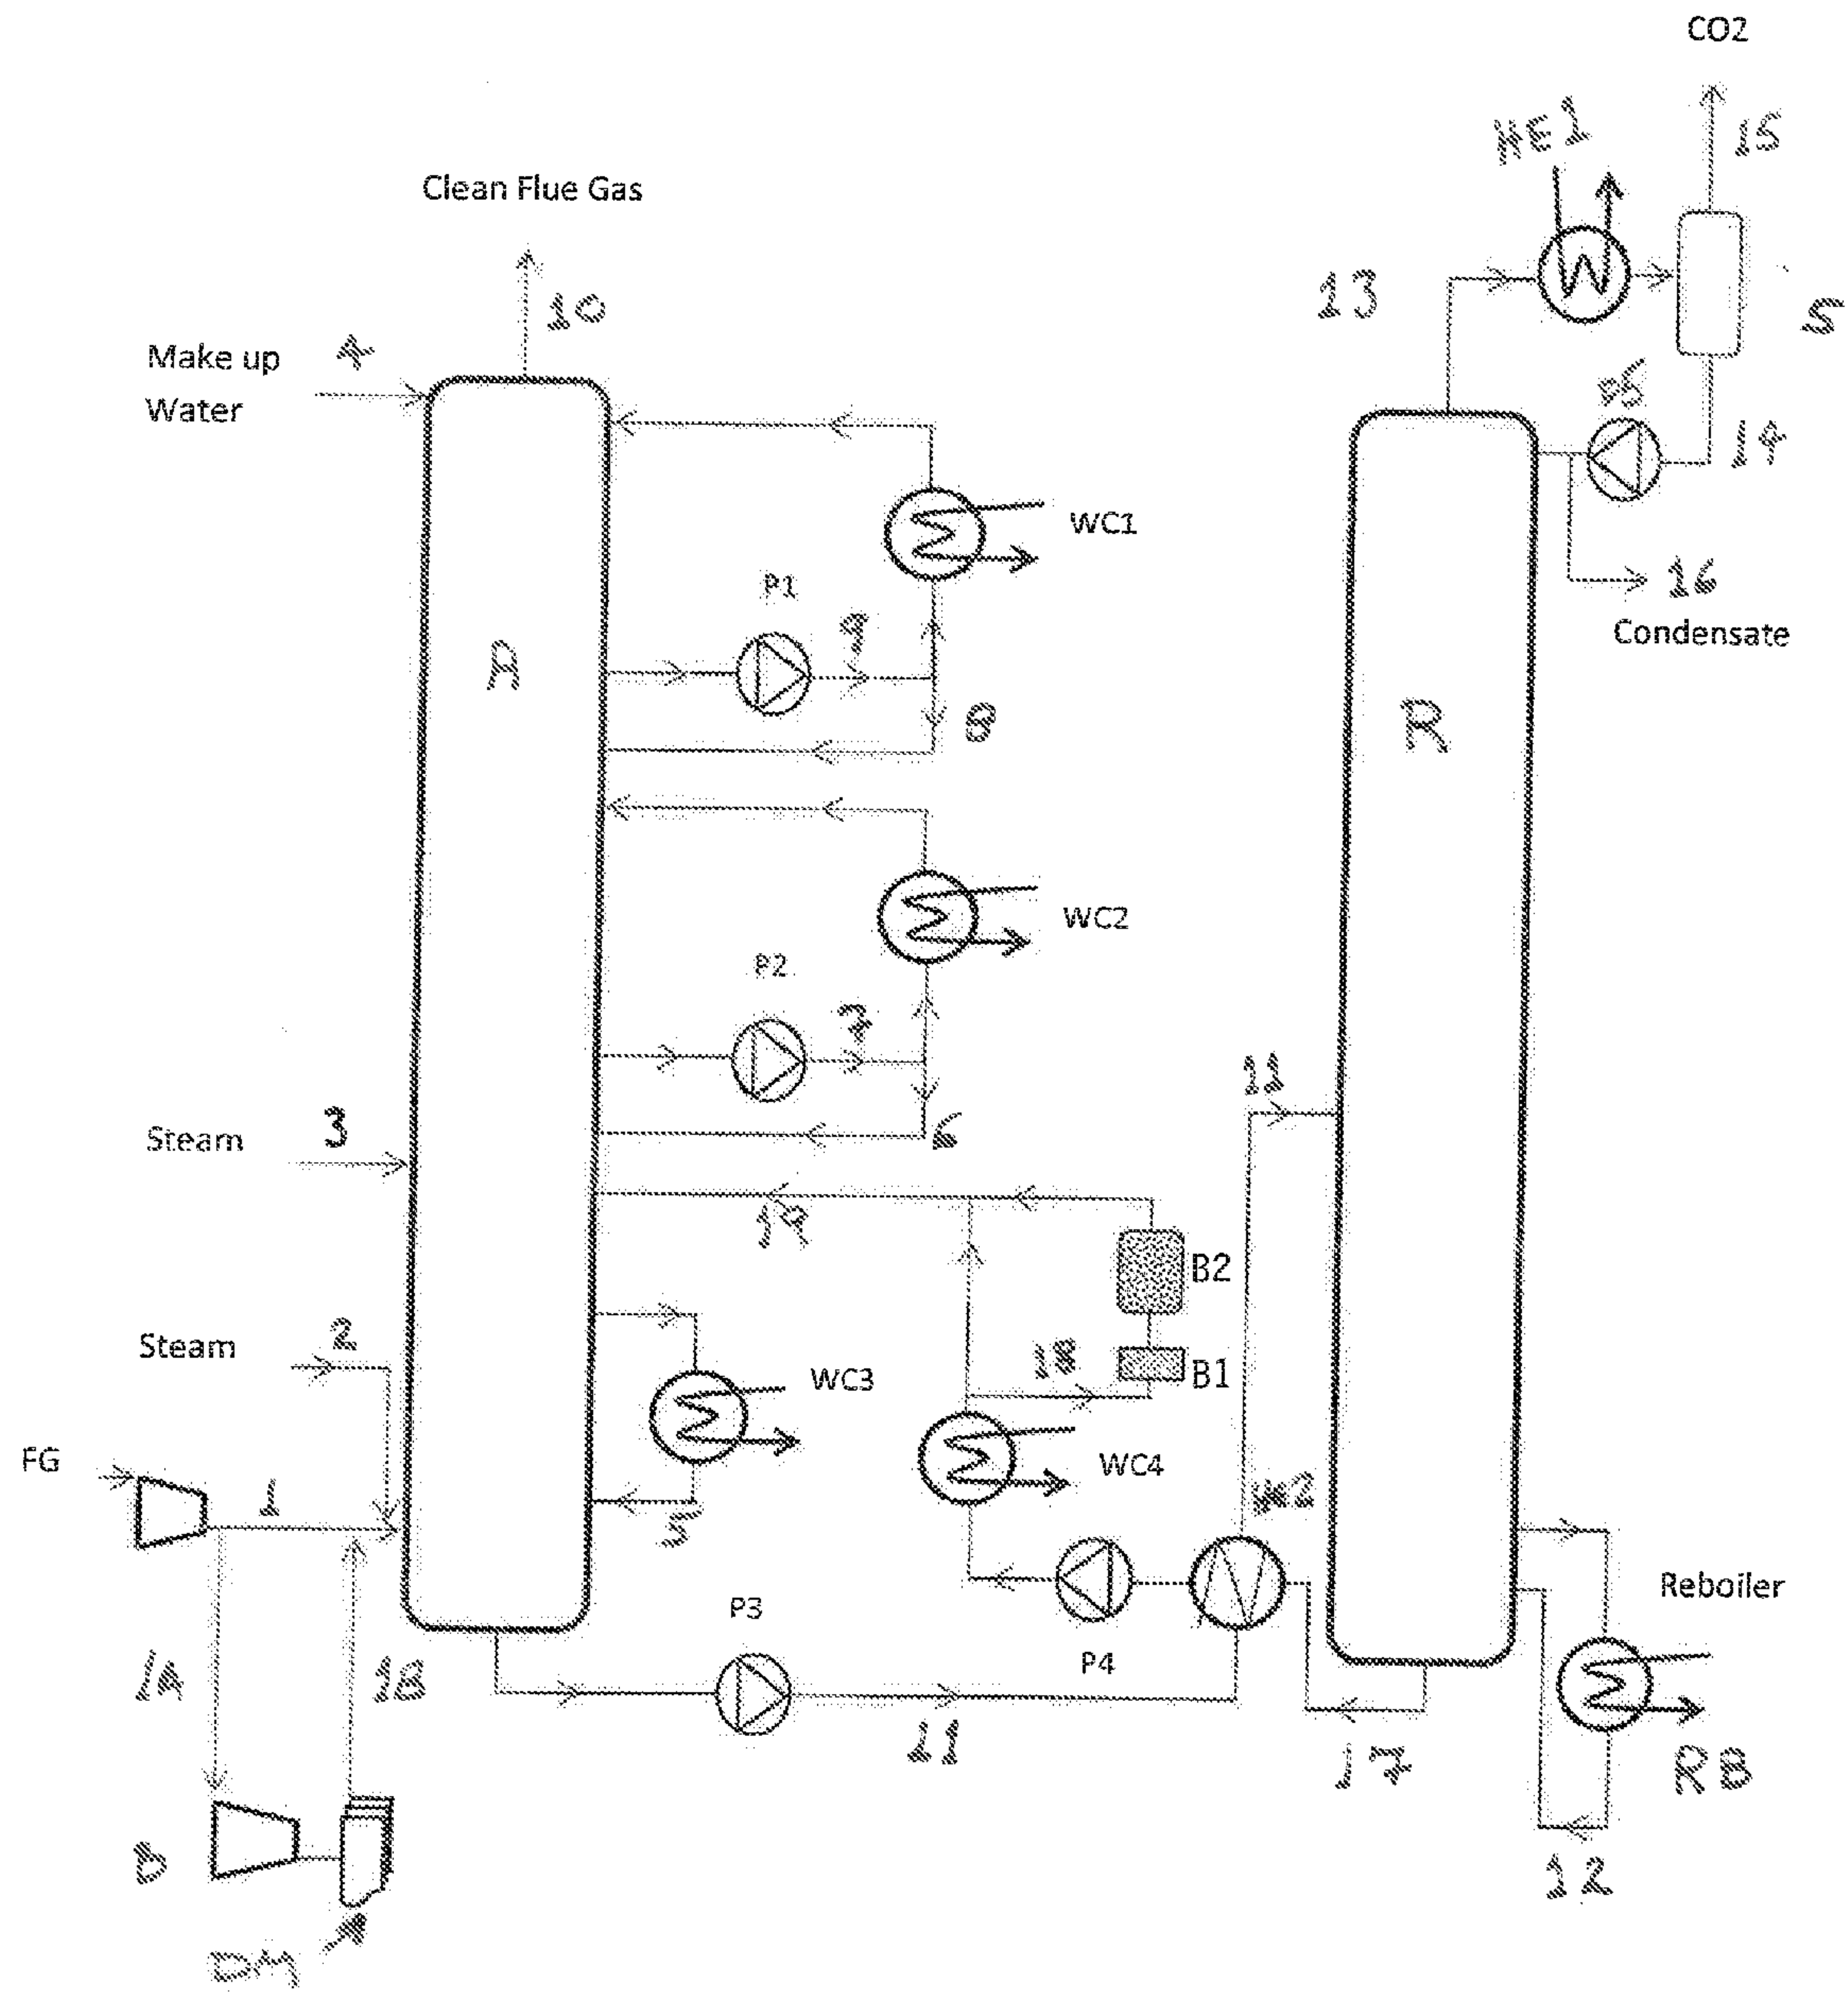 CO2
HE1
15
Clean Flue Gas
13
S
10
Make up
Water
4
P5
14
WC1
16
Condensate
P1
9
A
R
8
WC2
P2
7
11
Steam
3
6
19
B2
Steam
2
18
B1
WC3
FG
1
WC4
5
Reboiler
P3
P4
1A
1B
11
17
RB
B
12
DM